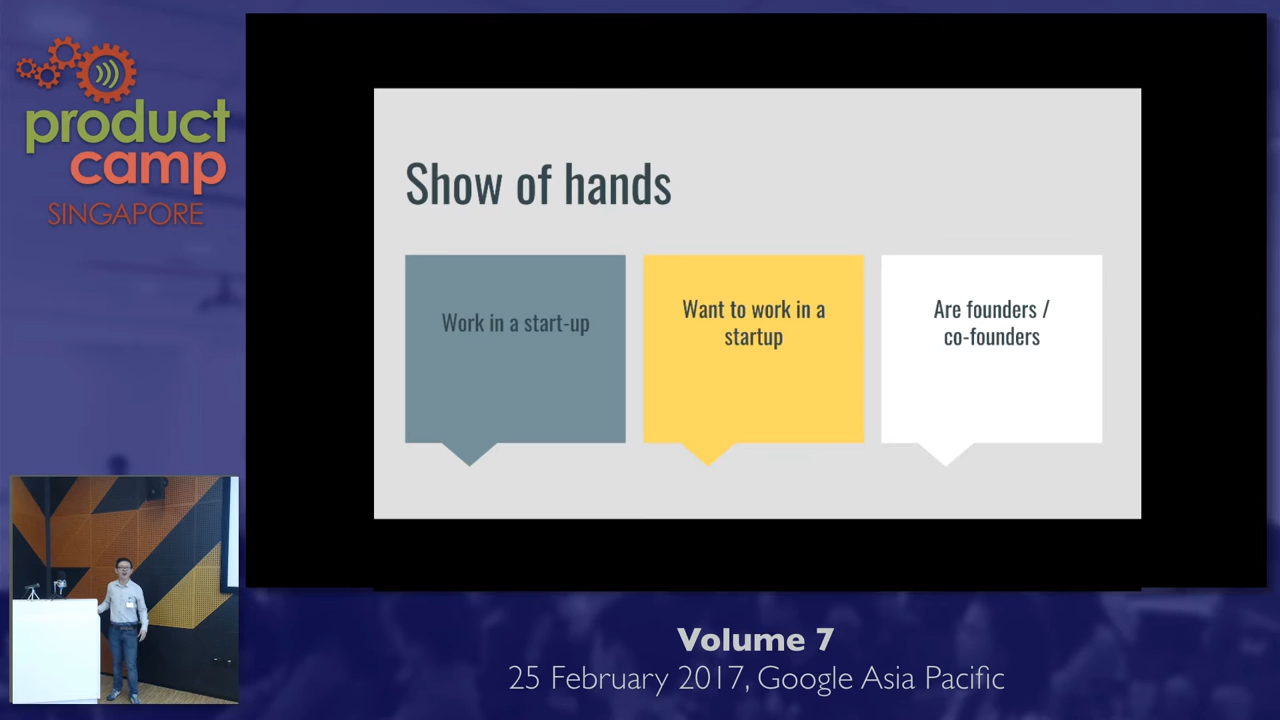 product
camp
SINGAPORE
Show of hands
Work in a start-up
Want to work in a
startup
Are founders /
co-founders
Volume 7
25 February 2017, Google Asia Pacific